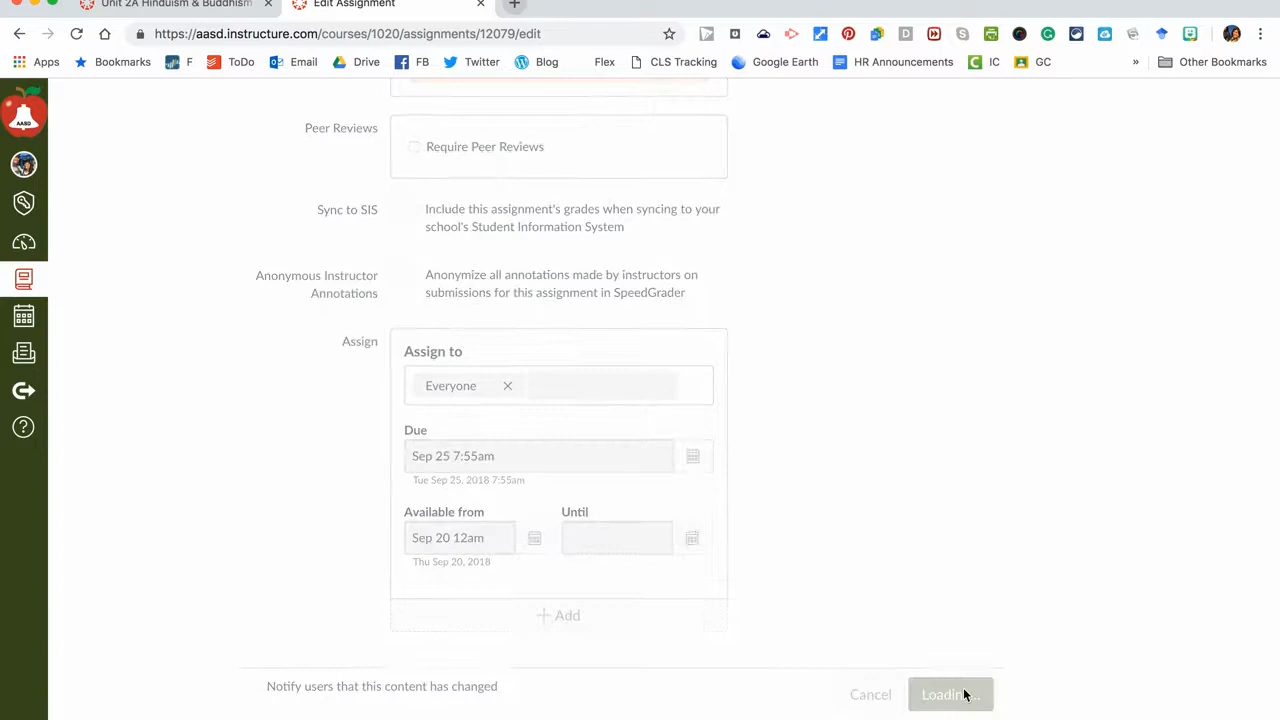 Unit 2A Hinduism & Buddhism
Edit Assignment
https://aasd.instructure.com/courses/1020/assignments/12079/edit
Apps Bookmarks F ToDo Email Drive FB Twitter Blog Flex CLS Tracking Google Earth HR Announcements IC GC » Other Bookmarks
AASD
Peer Reviews
Require Peer Reviews
Sync to SIS
Include this assignment's grades when syncing to your
school's Student Information System
Anonymous Instructor
Annotations
Anonymize all annotations made by instructors on
submissions for this assignment in SpeedGrader
Assign
Assign to
Everyone
Due
Sep 25 7:55am
Tue Sep 25, 2018 7:55am
Available from
Until
Sep 20 12am
Thu Sep 20, 2018
+ Add
Notify users that this content has changed
Cancel
Loading...